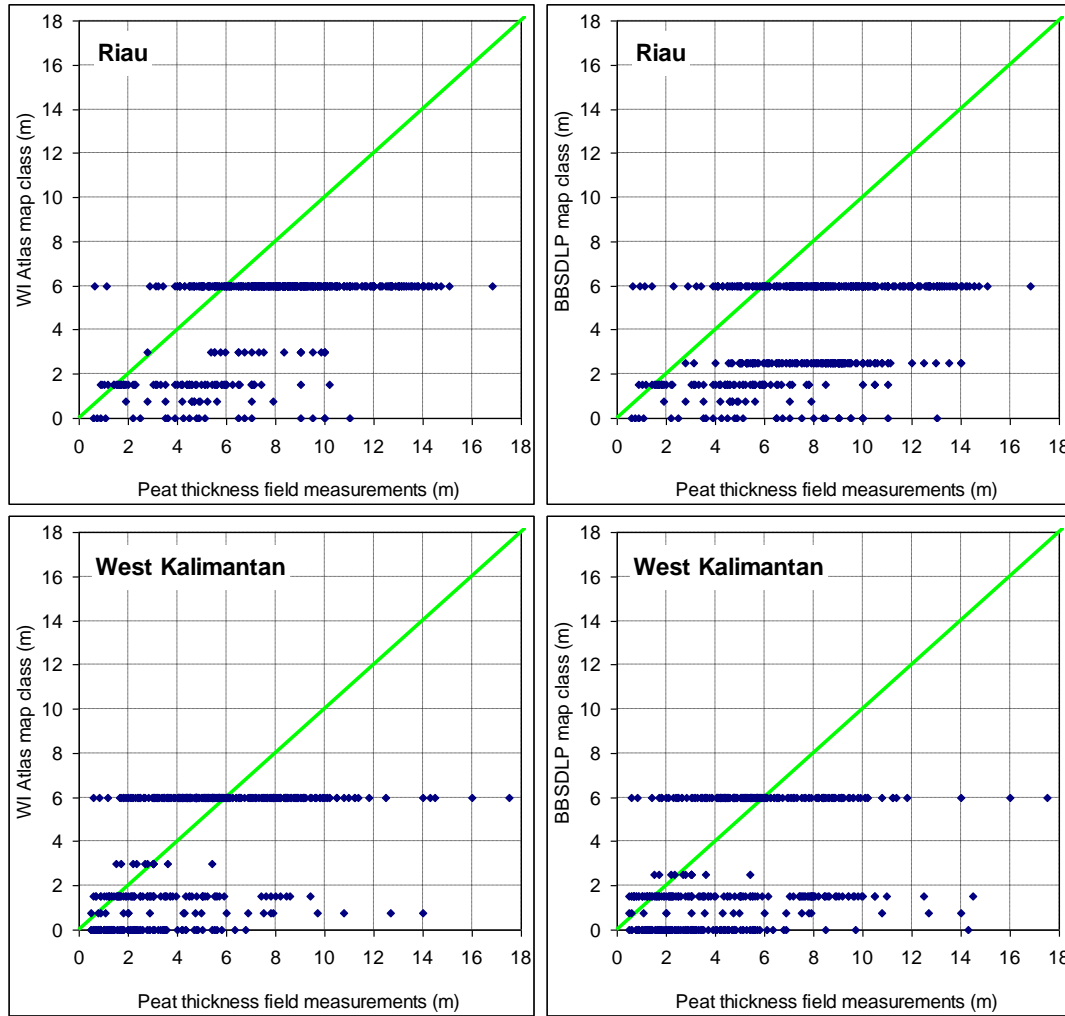 18
16
14
12
10
8
6
4
2
0
WI Atlas map class (m)
Riau
0 2 4 6 8 10 12 14 16 18
Peat thickness field measurements (m)
18
16
14
12
10
8
6
4
2
0
BBSDLP map class (m)
Riau
0 2 4 6 8 10 12 14 16 18
Peat thickness field measurements (m)
18
16
14
12
10
8
6
4
2
0
WI Atlas map class (m)
West Kalimantan
0 2 4 6 8 10 12 14 16 18
Peat thickness field measurements (m)
18
16
14
12
10
8
6
4
2
0
BBSDLP map class (m)
West Kalimantan
0 2 4 6 8 10 12 14 16 18
Peat thickness field measurements (m)